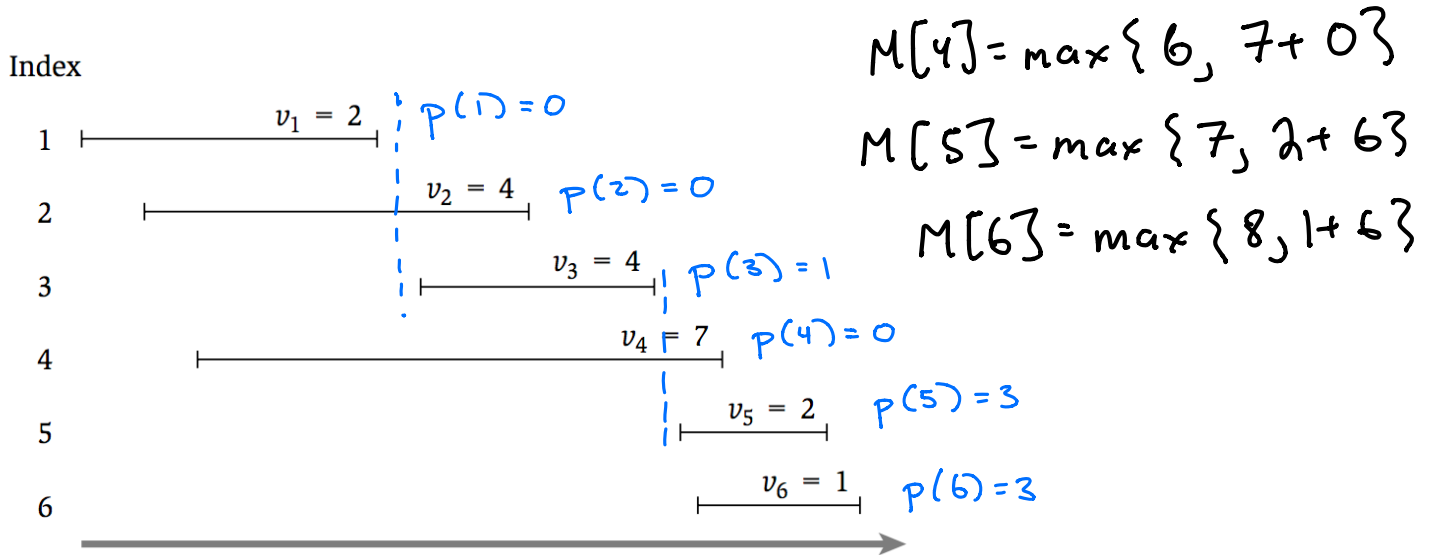 M[4] = max{6, 7+0}
Index
1 v₁ = 2 p(1) = 0
M[5] = max{7, 2+6}
2 v₂ = 4 p(2) = 0
M[6] = max{8, 1+6}
3 v₃ = 4 p(3) = 1
4 v₄ = 7 p(4) = 0
5 v₅ = 2 p(5) = 3
6 v₆ = 1 p(6) = 3